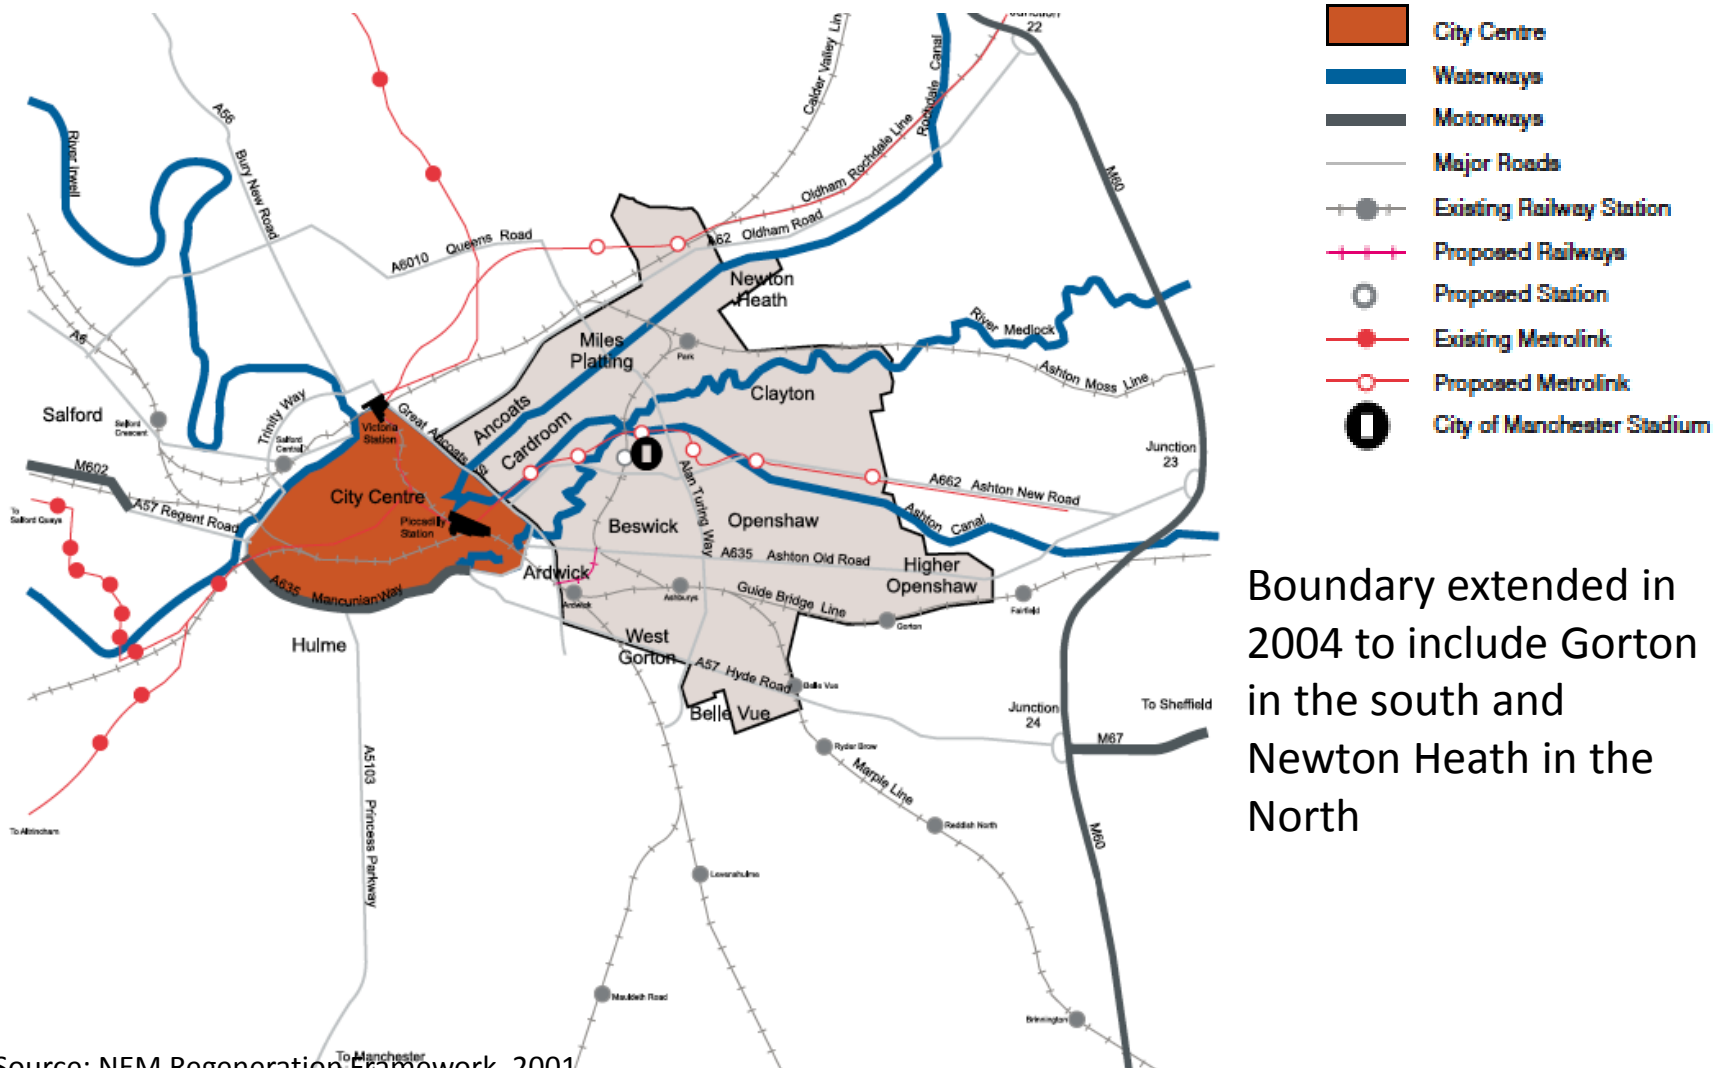 Junction
22
City Centre
Waterways
Motorways
Major Roads
Existing Railway Station
Proposed Railways
Proposed Station
Existing Metrolink
Proposed Metrolink
City of Manchester Stadium
Calder Valley Lin
Rochdale Canal
Oldham Rochdale Line
A56
Bury New Road
River Irwell
M60
A6010 Queens Road
A62 Oldham Road
Newton
Heath
River Medlock
Miles
Platting
Park
Ashton Moss Line
A6
Clayton
Salford
Salford
Crescent
Trinity Way
Salford
Central
Victoria
Station
Great Ancoats St
Ancoats
Cardroom
Junction
23
M602
A57 Regent Road
To
Salford Quays
City Centre
Piccadilly
Station
Alan Turing Way
A662 Ashton New Road
Ashton Canal
Beswick
Openshaw
A635 Ashton Old Road
Higher
Openshaw
Ardwick
Ardwick
Ashburys
Guide Bridge Line
Gorton
Fairfield
A635 Mancunian Way
Hulme
West
Gorton
A57 Hyde Road
Belle Vue
Belle Vue
Junction
24
To Sheffield
M67
Ryder Brow
Marple Line
Reddish North
M60
A5103 Princess Parkway
To Altrincham
Levenshulme
Mauldeth Road
Brinnington
To Manchester
Boundary extended in
2004 to include Gorton
in the south and
Newton Heath in the
North
Source: NEM Regeneration Framework, 2001